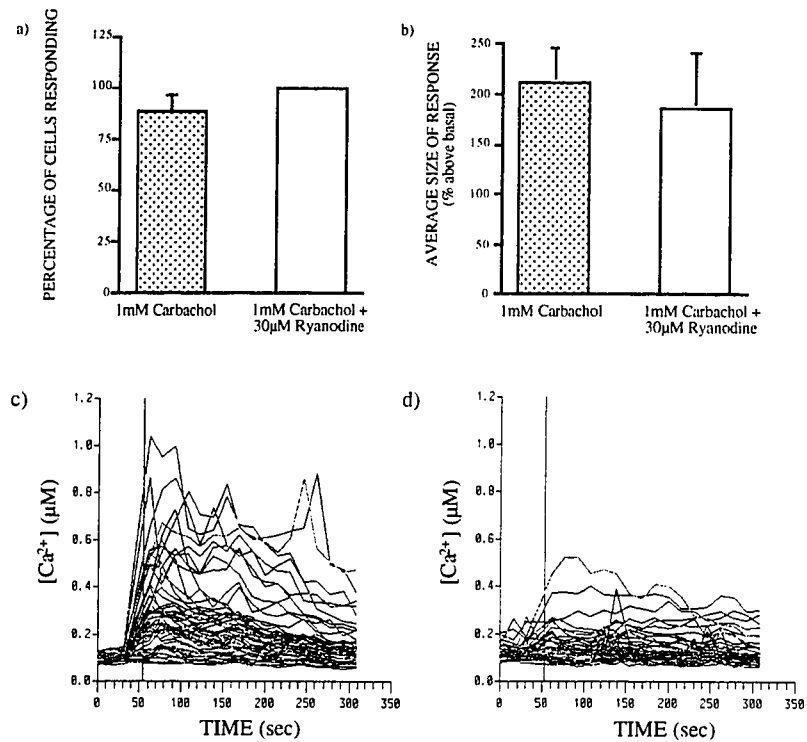 a)
PERCENTAGE OF CELLS RESPONDING
125
100
75
50
25
0
1mM Carbachol
1mM Carbachol +
30µM Ryanodine
b)
AVERAGE SIZE OF RESPONSE
(% above basal)
250
200
150
100
50
0
1mM Carbachol
1mM Carbachol +
30µM Ryanodine
c)
[Ca²⁺] (µM)
1.2
1.0
0.8
0.6
0.4
0.2
0.0
0
50
100
150
200
250
300
350
TIME (sec)
d)
[Ca²⁺] (µM)
1.2
1.0
0.8
0.6
0.4
0.2
0.0
0
50
100
150
200
250
300
350
TIME (sec)